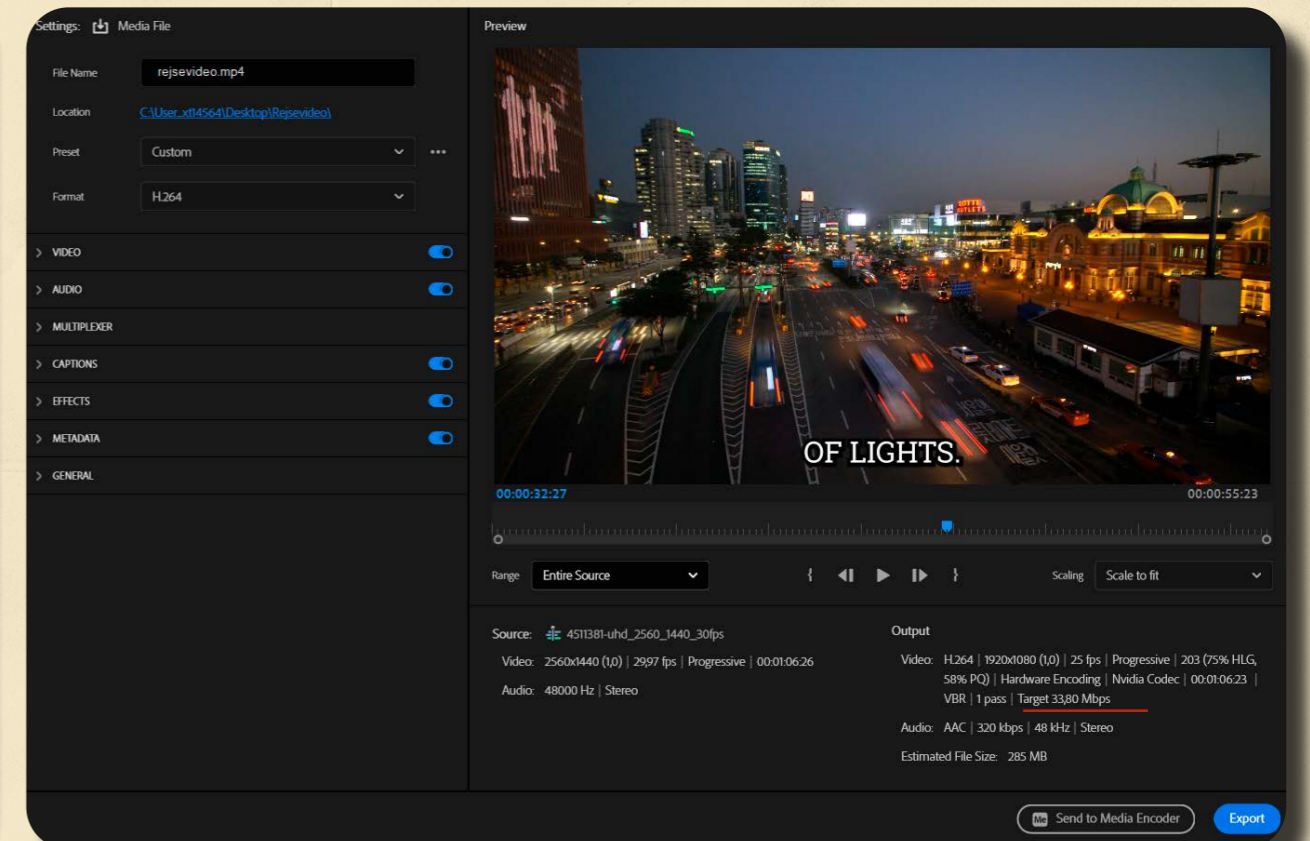 Settings: Media File
File Name rejsevideo.mp4
Location C:\User_xt14564\Desktop\Rejsevideo\
Preset Custom
Format H.264
VIDEO
AUDIO
MULTIPLEXER
CAPTIONS
EFFECTS
METADATA
GENERAL
Preview
LOTTE
OUTLETS
OF LIGHTS.
00:00:32:27 00:00:55:23
Range Entire Source Scaling Scale to fit
Source: 4511381-uhd_2560_1440_30fps
Video: 2560x1440 (1,0) | 29,97 fps | Progressive | 00:01:06:26
Audio: 48000 Hz | Stereo
Output
Video: H.264 | 1920x1080 (1,0) | 25 fps | Progressive | 203 (75% HLG,
58% PQ) | Hardware Encoding | Nvidia Codec | 00:01:06:23 |
VBR | 1 pass | Target 33,80 Mbps
Audio: AAC | 320 kbps | 48 kHz | Stereo
Estimated File Size: 285 MB
Me Send to Media Encoder Export